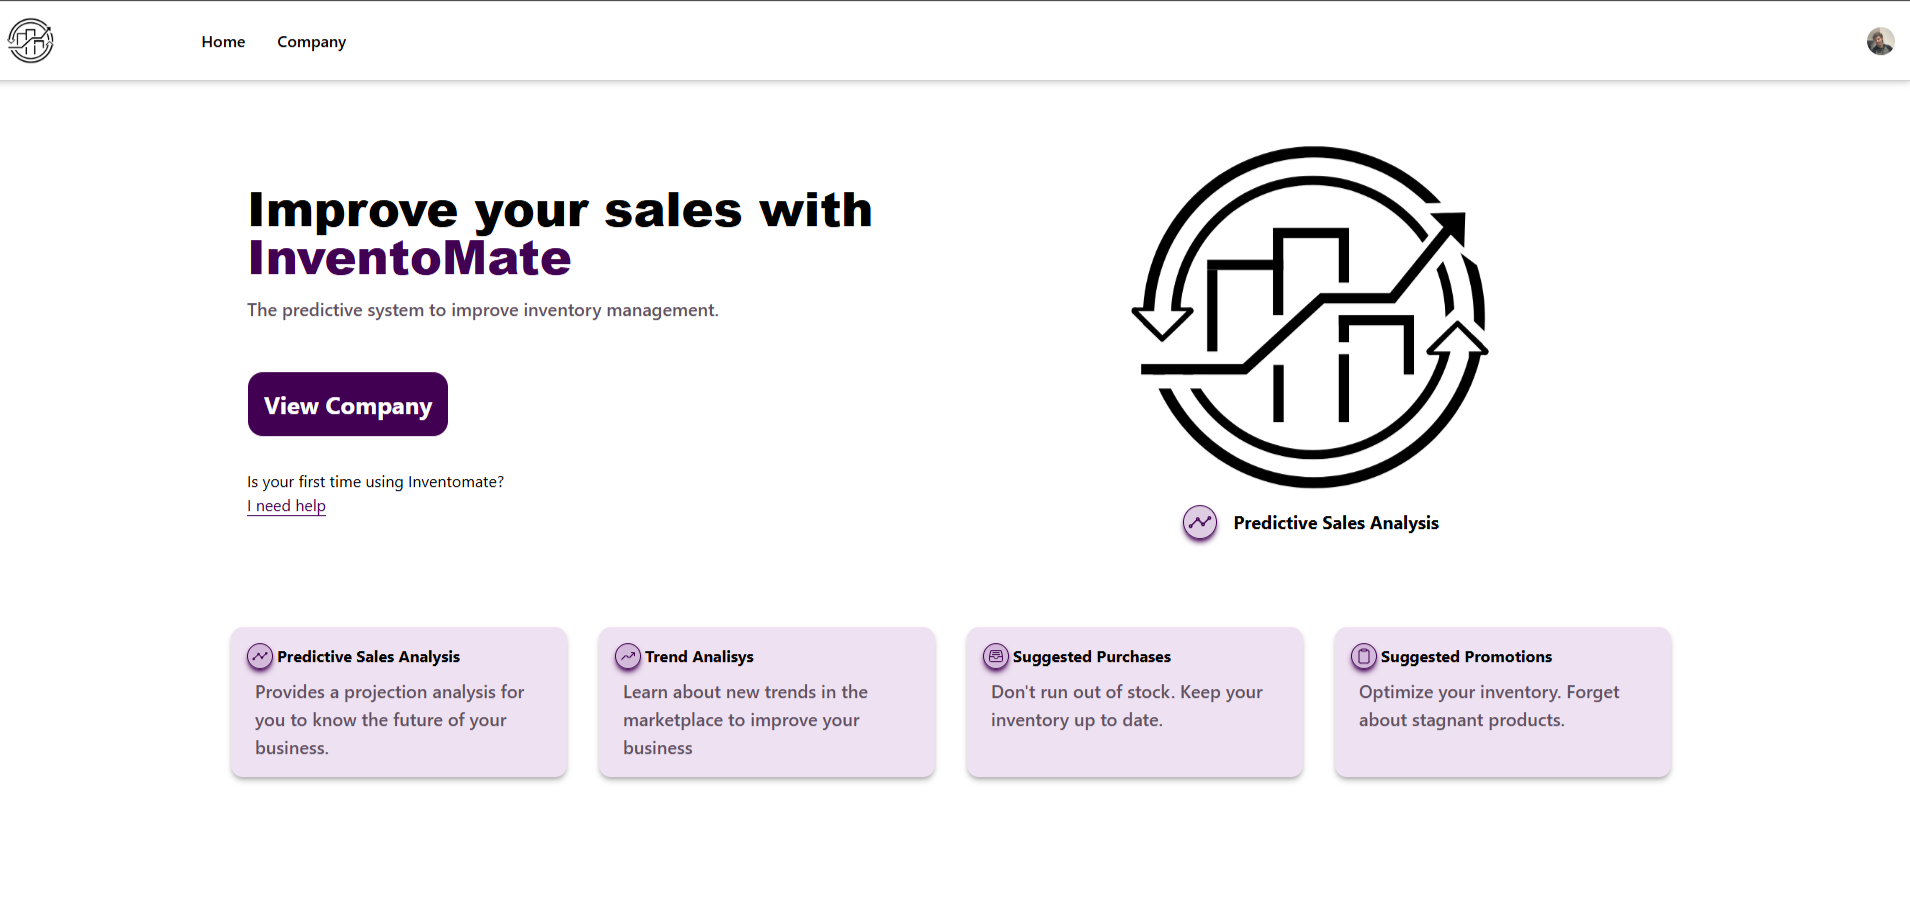 Home
Company
Improve your sales with
InventoMate
The predictive system to improve inventory management.
View Company
Is your first time using Inventomate?
I need help
Predictive Sales Analysis
Predictive Sales Analysis
Provides a projection analysis for
you to know the future of your
business.
Trend Analisys
Learn about new trends in the
marketplace to improve your
business
Suggested Purchases
Don't run out of stock. Keep your
inventory up to date.
Suggested Promotions
Optimize your inventory. Forget
about stagnant products.